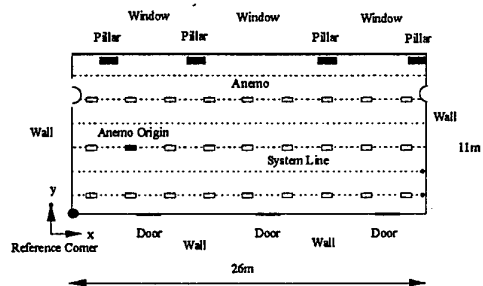 Window Window Window
Pillar Pillar Pillar Pillar
Anemo
Wall
Wall Anemo Origin
11m
System Line
y
x
Reference Corner
Door Door Door
Wall Wall
26m